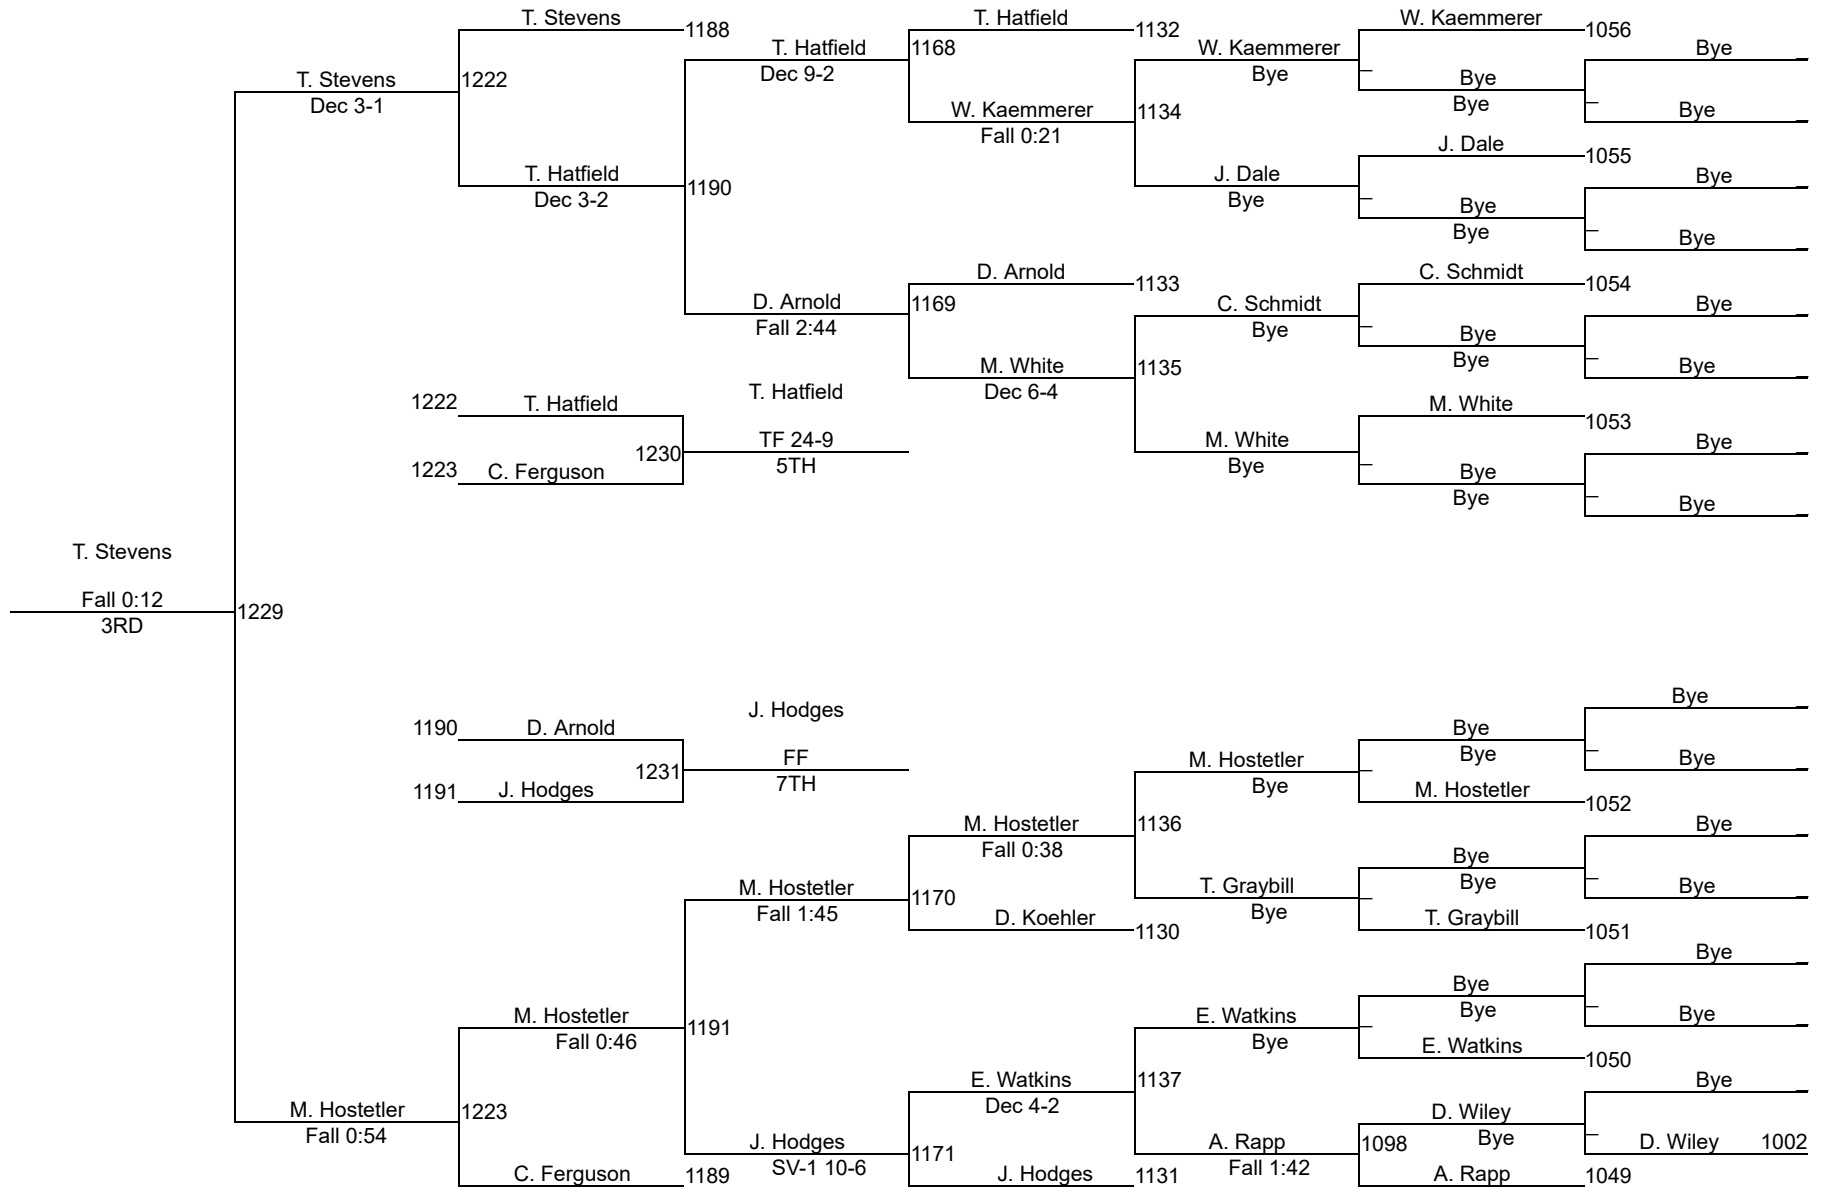 T. Stevens
1188
T. Hatfield
1132
W. Kaemmerer
1056
T. Hatfield
1168
W. Kaemmerer
Bye
_
T. Stevens
1222
Dec 9-2
Bye
_
Bye
Dec 3-1
W. Kaemmerer
1134
Bye
_
Bye
_
Fall 0:21
J. Dale
1055
T. Hatfield
1190
J. Dale
Bye
_
Dec 3-2
Bye
_
Bye
Bye
_
Bye
_
D. Arnold
1133
C. Schmidt
1054
D. Arnold
1169
C. Schmidt
Bye
_
Fall 2:44
Bye
_
Bye
M. White
1135
Bye
_
Bye
_
T. Hatfield
Dec 6-4
1222
T. Hatfield
M. White
1053
1230
TF 24-9
M. White
Bye
_
1223
C. Ferguson
5TH
Bye
_
Bye
Bye
_
Bye
_
T. Stevens
Fall 0:12
1229
3RD
J. Hodges
Bye
_
1190
D. Arnold
Bye
1231
FF
M. Hostetler
Bye
_
Bye
_
1191
J. Hodges
7TH
Bye
_
M. Hostetler
1052
M. Hostetler
1136
Bye
_
Fall 0:38
Bye
M. Hostetler
1170
T. Graybill
Bye
_
Bye
_
Fall 1:45
D. Koehler
1130
Bye
_
T. Graybill
1051
Bye
_
Bye
M. Hostetler
1191
E. Watkins
Bye
_
Bye
_
Fall 0:46
Bye
_
E. Watkins
1050
E. Watkins
1137
Bye
_
M. Hostetler
1223
Dec 4-2
D. Wiley
Fall 0:54
J. Hodges
1171
A. Rapp
1098
Bye
_
D. Wiley
1002
C. Ferguson
1189
SV-1 10-6
J. Hodges
1131
Fall 1:42
A. Rapp
1049